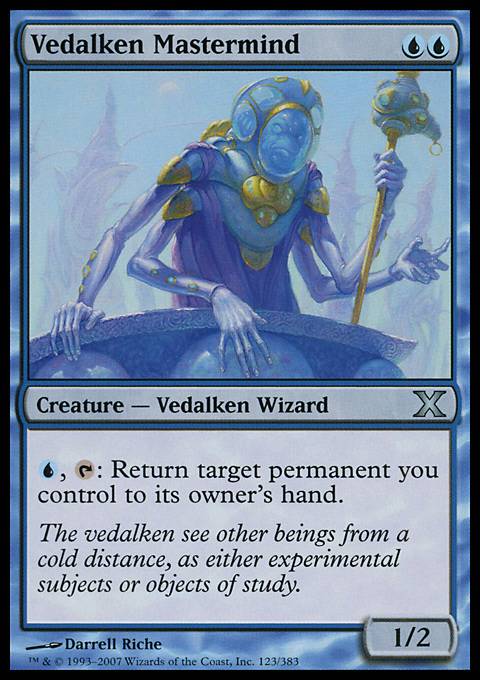 Vedalken Mastermind
Creature — Vedalken Wizard
X
, : Return target permanent you
control to its owner's hand.
The vedalken see other beings from a
cold distance, as either experimental
subjects or objects of study.
Darrell Riche
1/2
™ & © 1993–2007 Wizards of the Coast, Inc. 123/383